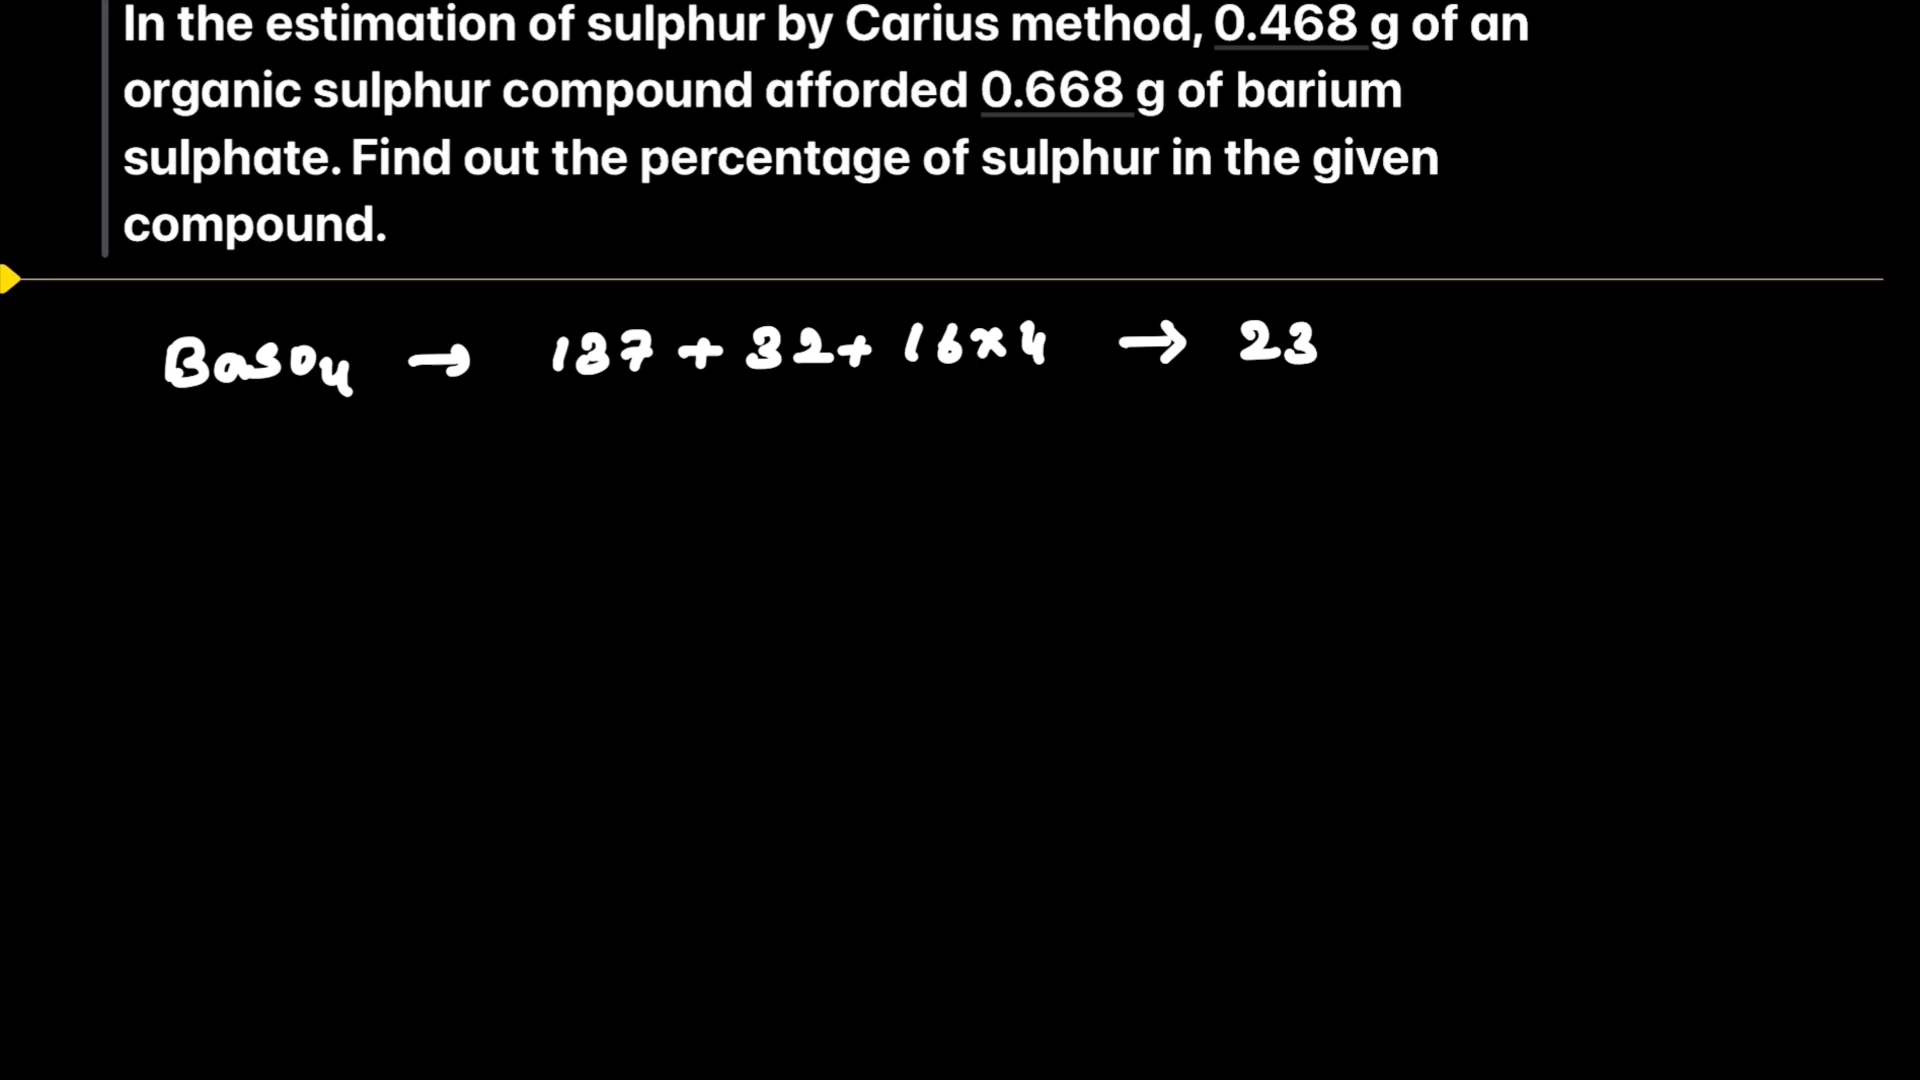 In the estimation of sulphur by Carius method, 0.468 g of an
organic sulphur compound afforded 0.668 g of barium
sulphate. Find out the percentage of sulphur in the given
compound.
BaSO4 → 137 + 32 + 16×4 → 23